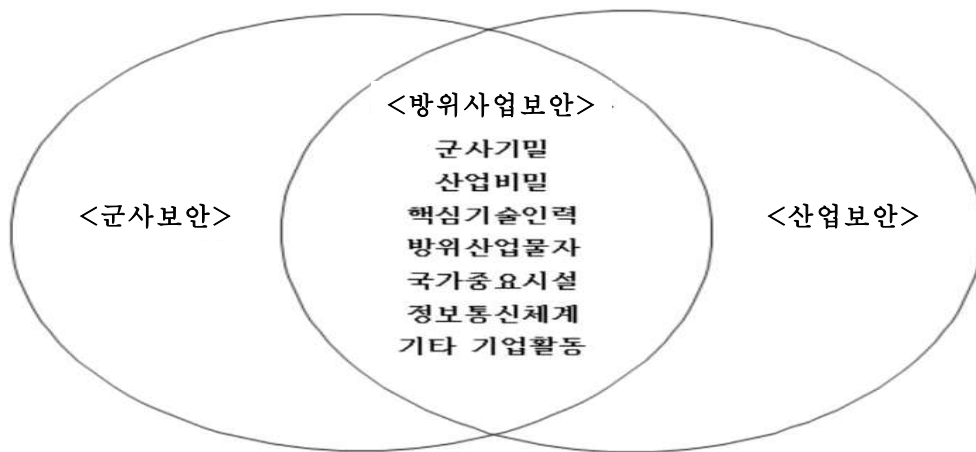 <방위사업보안>
군사기밀
산업비밀
핵심기술인력
<군사보안>
<산업보안>
방위산업물자
국가중요시설
정보통신체계
기타 기업활동